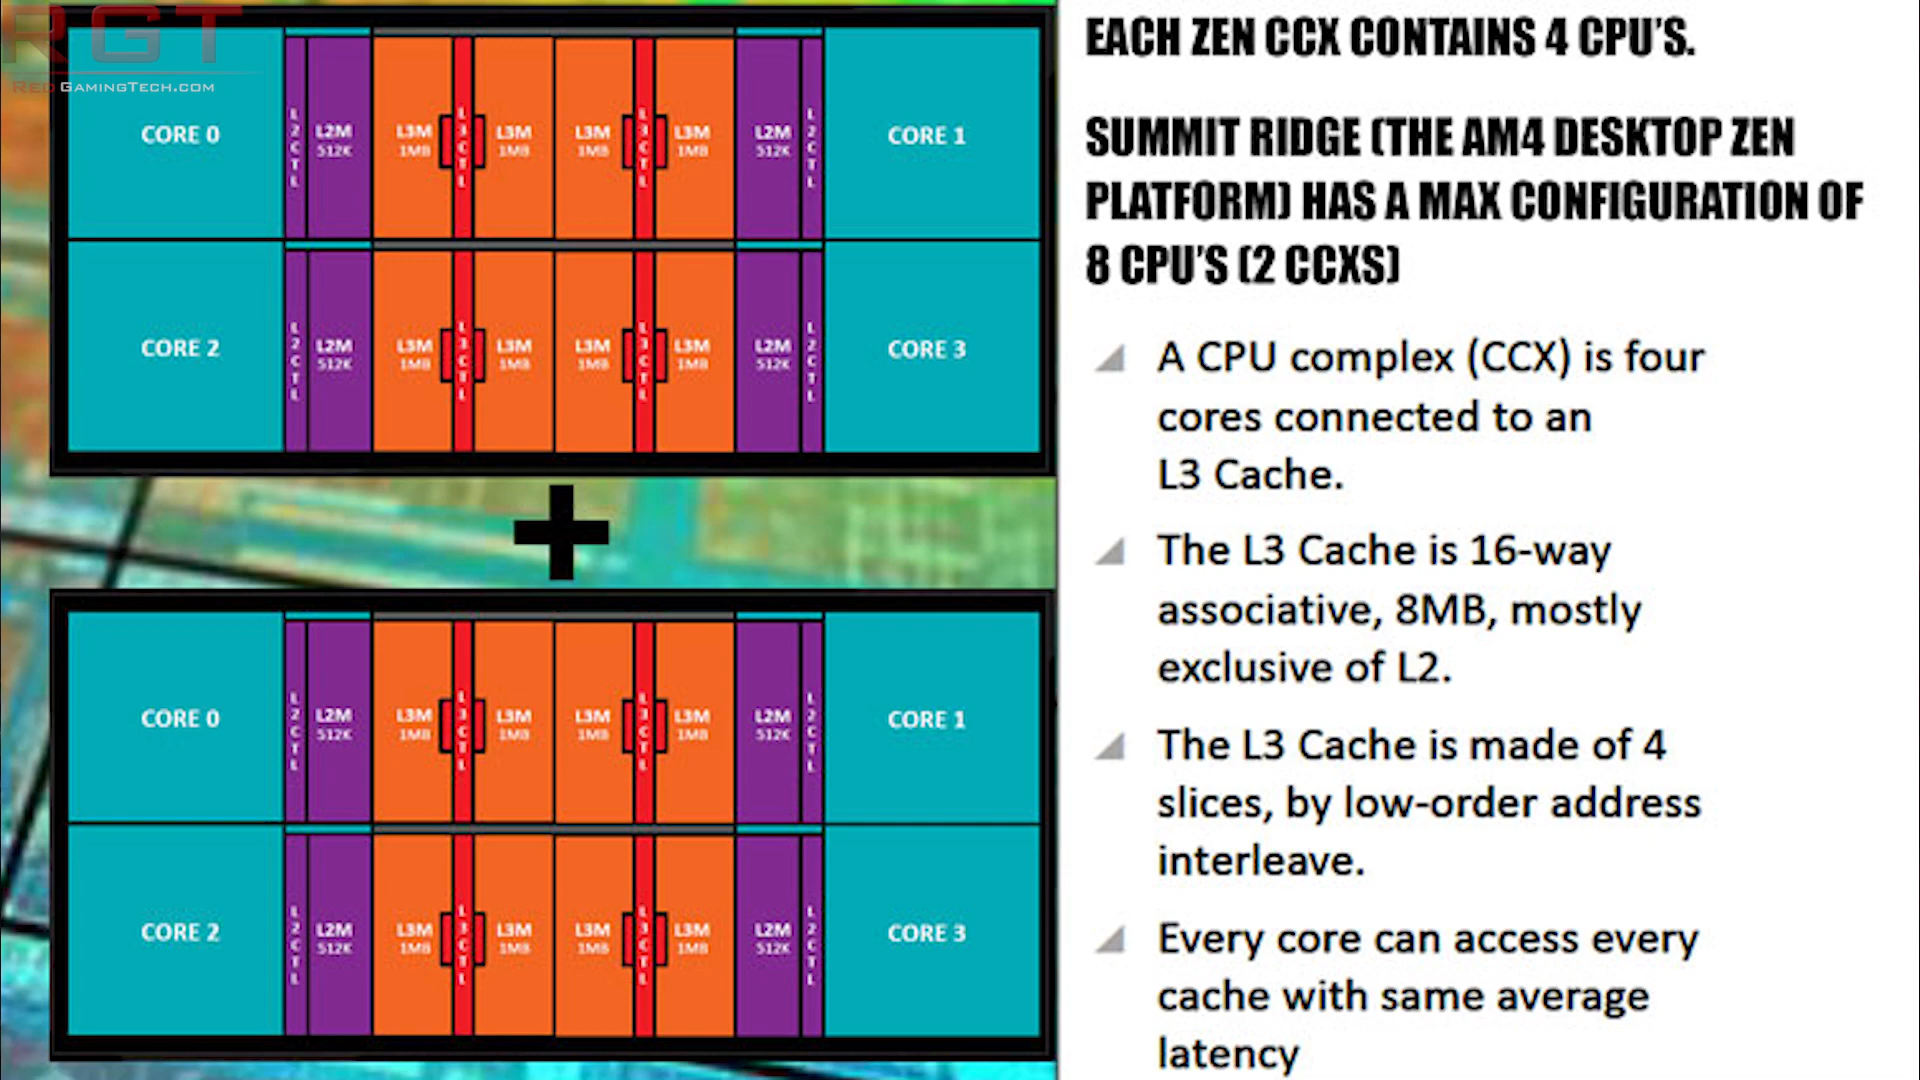 RGT
RedGamingTech.com
CORE 0
L2CTL
L2M
512K
L3M
1MB
L3CTL
L3M
1MB
L3M
1MB
L3CTL
L3M
1MB
L2M
512K
L2CTL
CORE 1
CORE 2
L2CTL
L2M
512K
L3M
1MB
L3CTL
L3M
1MB
L3M
1MB
L3CTL
L3M
1MB
L2M
512K
L2CTL
CORE 3
+
CORE 0
L2CTL
L2M
512K
L3M
1MB
L3CTL
L3M
1MB
L3M
1MB
L3CTL
L3M
1MB
L2M
512K
L2CTL
CORE 1
CORE 2
L2CTL
L2M
512K
L3M
1MB
L3CTL
L3M
1MB
L3M
1MB
L3CTL
L3M
1MB
L2M
512K
L2CTL
CORE 3
EACH ZEN CCX CONTAINS 4 CPU'S.
SUMMIT RIDGE (THE AM4 DESKTOP ZEN
PLATFORM) HAS A MAX CONFIGURATION OF
8 CPU'S (2 CCXS)
A CPU complex (CCX) is four
cores connected to an
L3 Cache.
The L3 Cache is 16-way
associative, 8MB, mostly
exclusive of L2.
The L3 Cache is made of 4
slices, by low-order address
interleave.
Every core can access every
cache with same average
latency